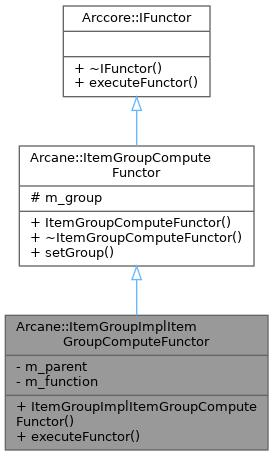 Arccore::IFunctor
+ ~IFunctor()
+ executeFunctor()
Arcane::ItemGroupCompute
Functor
# m_group
+ ItemGroupComputeFunctor()
+ ~ItemGroupComputeFunctor()
+ setGroup()
Arcane::ItemGroupImplItem
GroupComputeFunctor
- m_parent
- m_function
+ ItemGroupImplItemGroupCompute
Functor()
+ executeFunctor()